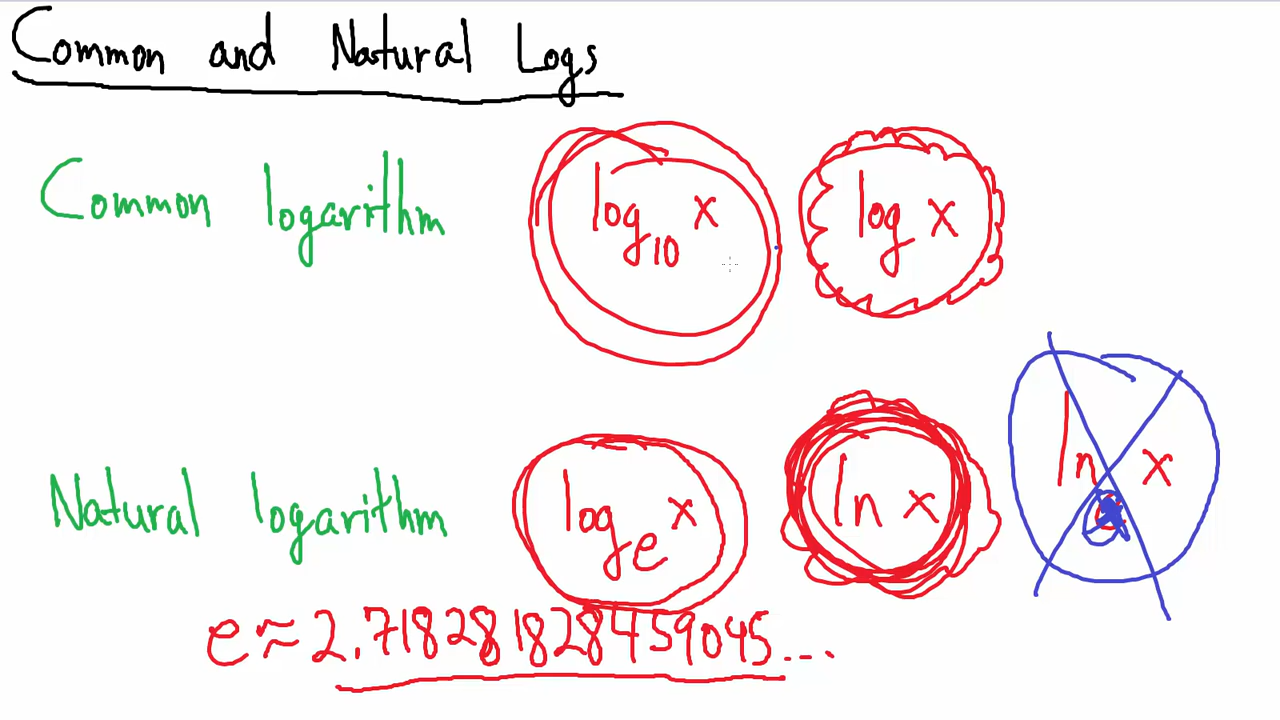 Common and Natural Logs
Common logarithm log₁₀ x log x
Natural logarithm logₑ x ln x ln x
e ≈ 2.718281828459045...